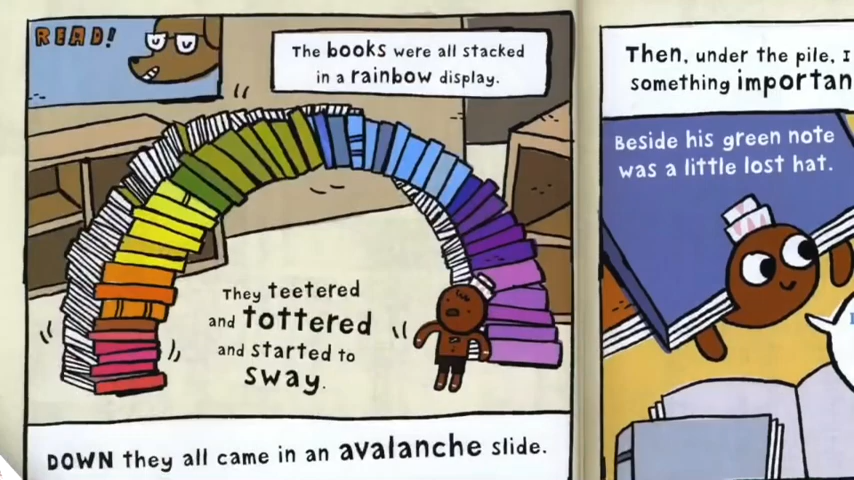 READ!
The books were all stacked
in a rainbow display.
They teetered
and tottered
and started to
sway.
DOWN they all came in an avalanche slide.
Then, under the pile, I
something
Beside his green note
was a little lost hat.